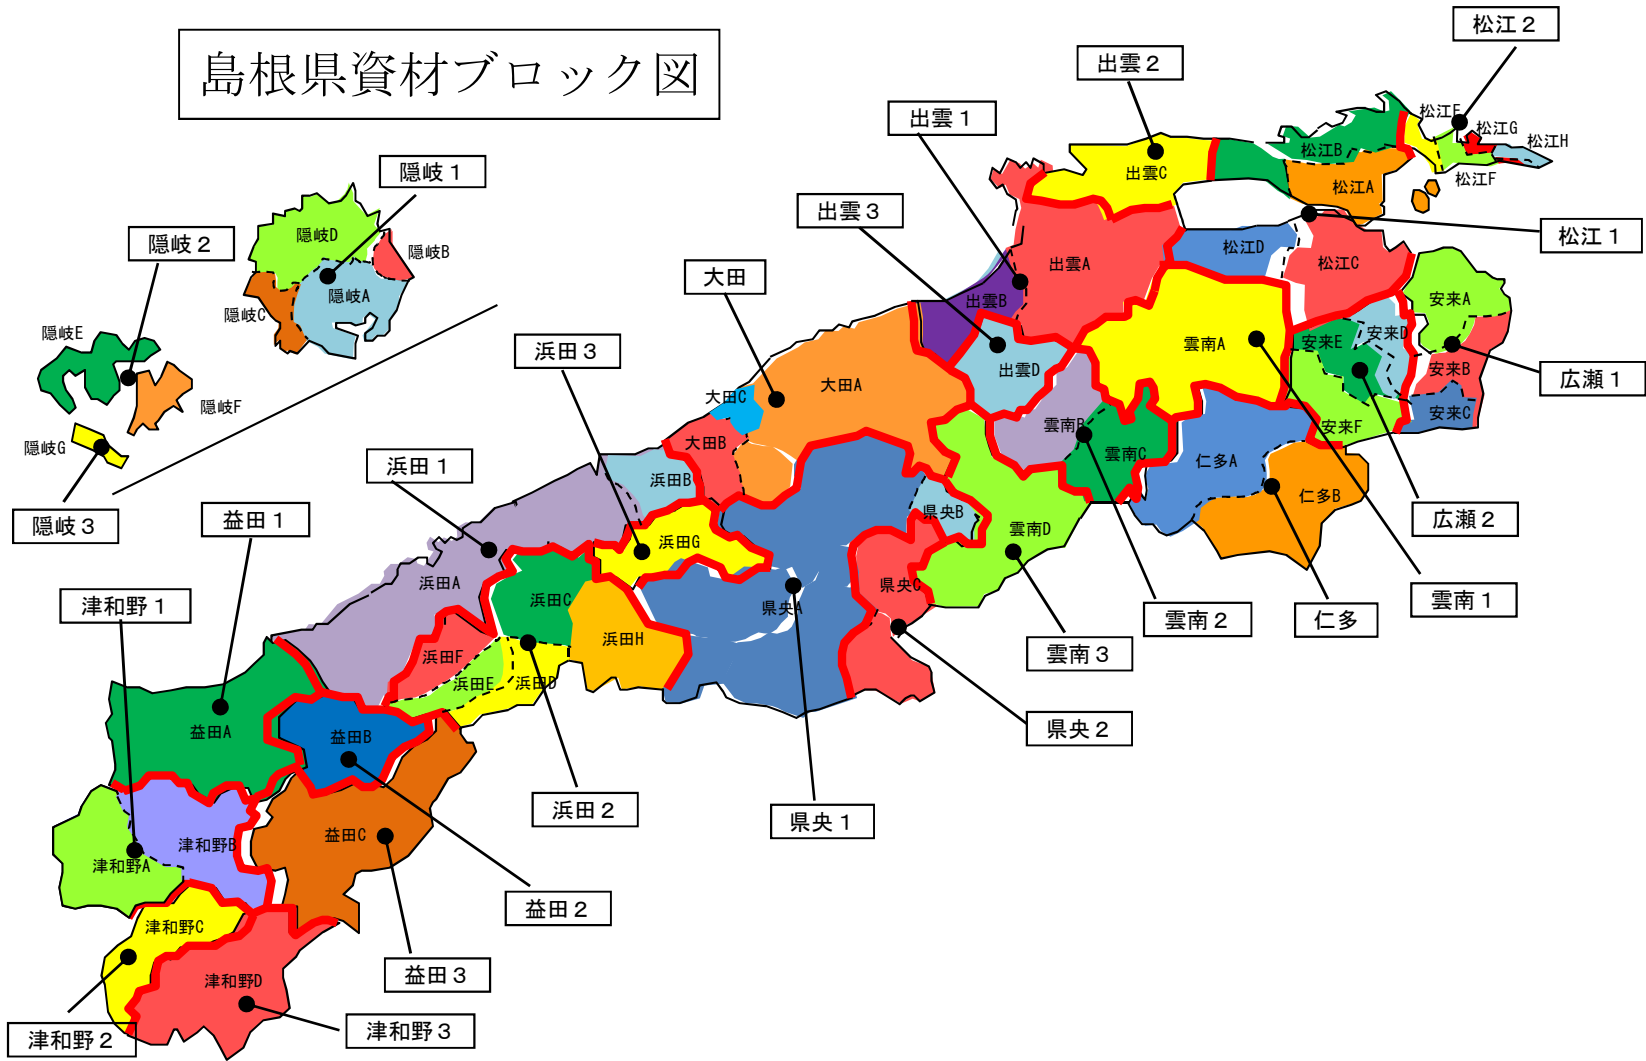 島根県資材ブロック図
松江２
出雲２
出雲１
隠岐１
隠岐２
出雲３
大田
浜田３
松江１
広瀬１
浜田１
益田１
隠岐３
広瀬２
雲南１
仁多
雲南２
雲南３
津和野１
県央２
県央１
浜田２
益田２
益田３
津和野３
津和野２
松江E
松江G
松江H
松江B
松江F
松江A
出雲C
松江D
松江C
出雲A
出雲B
安来A
安来D
安来E
安来B
安来C
安来F
雲南A
出雲D
雲南B
雲南C
仁多A
仁多B
雲南D
隠岐D
隠岐B
隠岐A
隠岐C
隠岐E
隠岐F
隠岐G
大田A
大田C
大田B
浜田B
県央B
浜田G
県央C
県央A
浜田A
浜田C
浜田H
浜田F
浜田E
浜田D
益田A
益田B
益田C
津和野B
津和野A
津和野C
津和野D